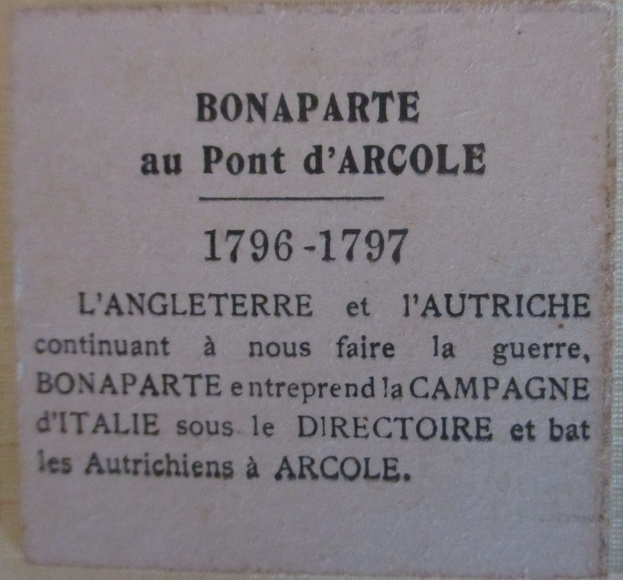 BONAPARTE
au Pont d'ARCOLE
1796-1797
L'ANGLETERRE et l'AUTRICHE
continuant à nous faire la guerre,
BONAPARTE entreprend la CAMPAGNE
d'ITALIE sous le DIRECTOIRE et bat
les Autrichiens à ARCOLE.